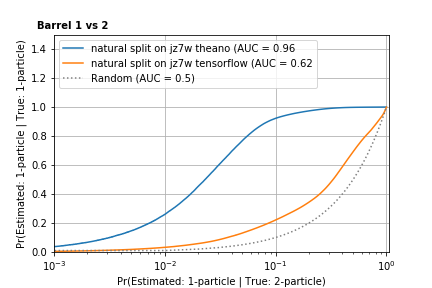 Barrel 1 vs 2
Pr(Estimated: 1-particle | True: 1-particle)
1.4
1.2
1.0
0.8
0.6
0.4
0.2
0.0
natural split on jz7w theano (AUC = 0.96
natural split on jz7w tensorflow (AUC = 0.62
Random (AUC = 0.5)
10⁻³ 10⁻² 10⁻¹ 10⁰
Pr(Estimated: 1-particle | True: 2-particle)